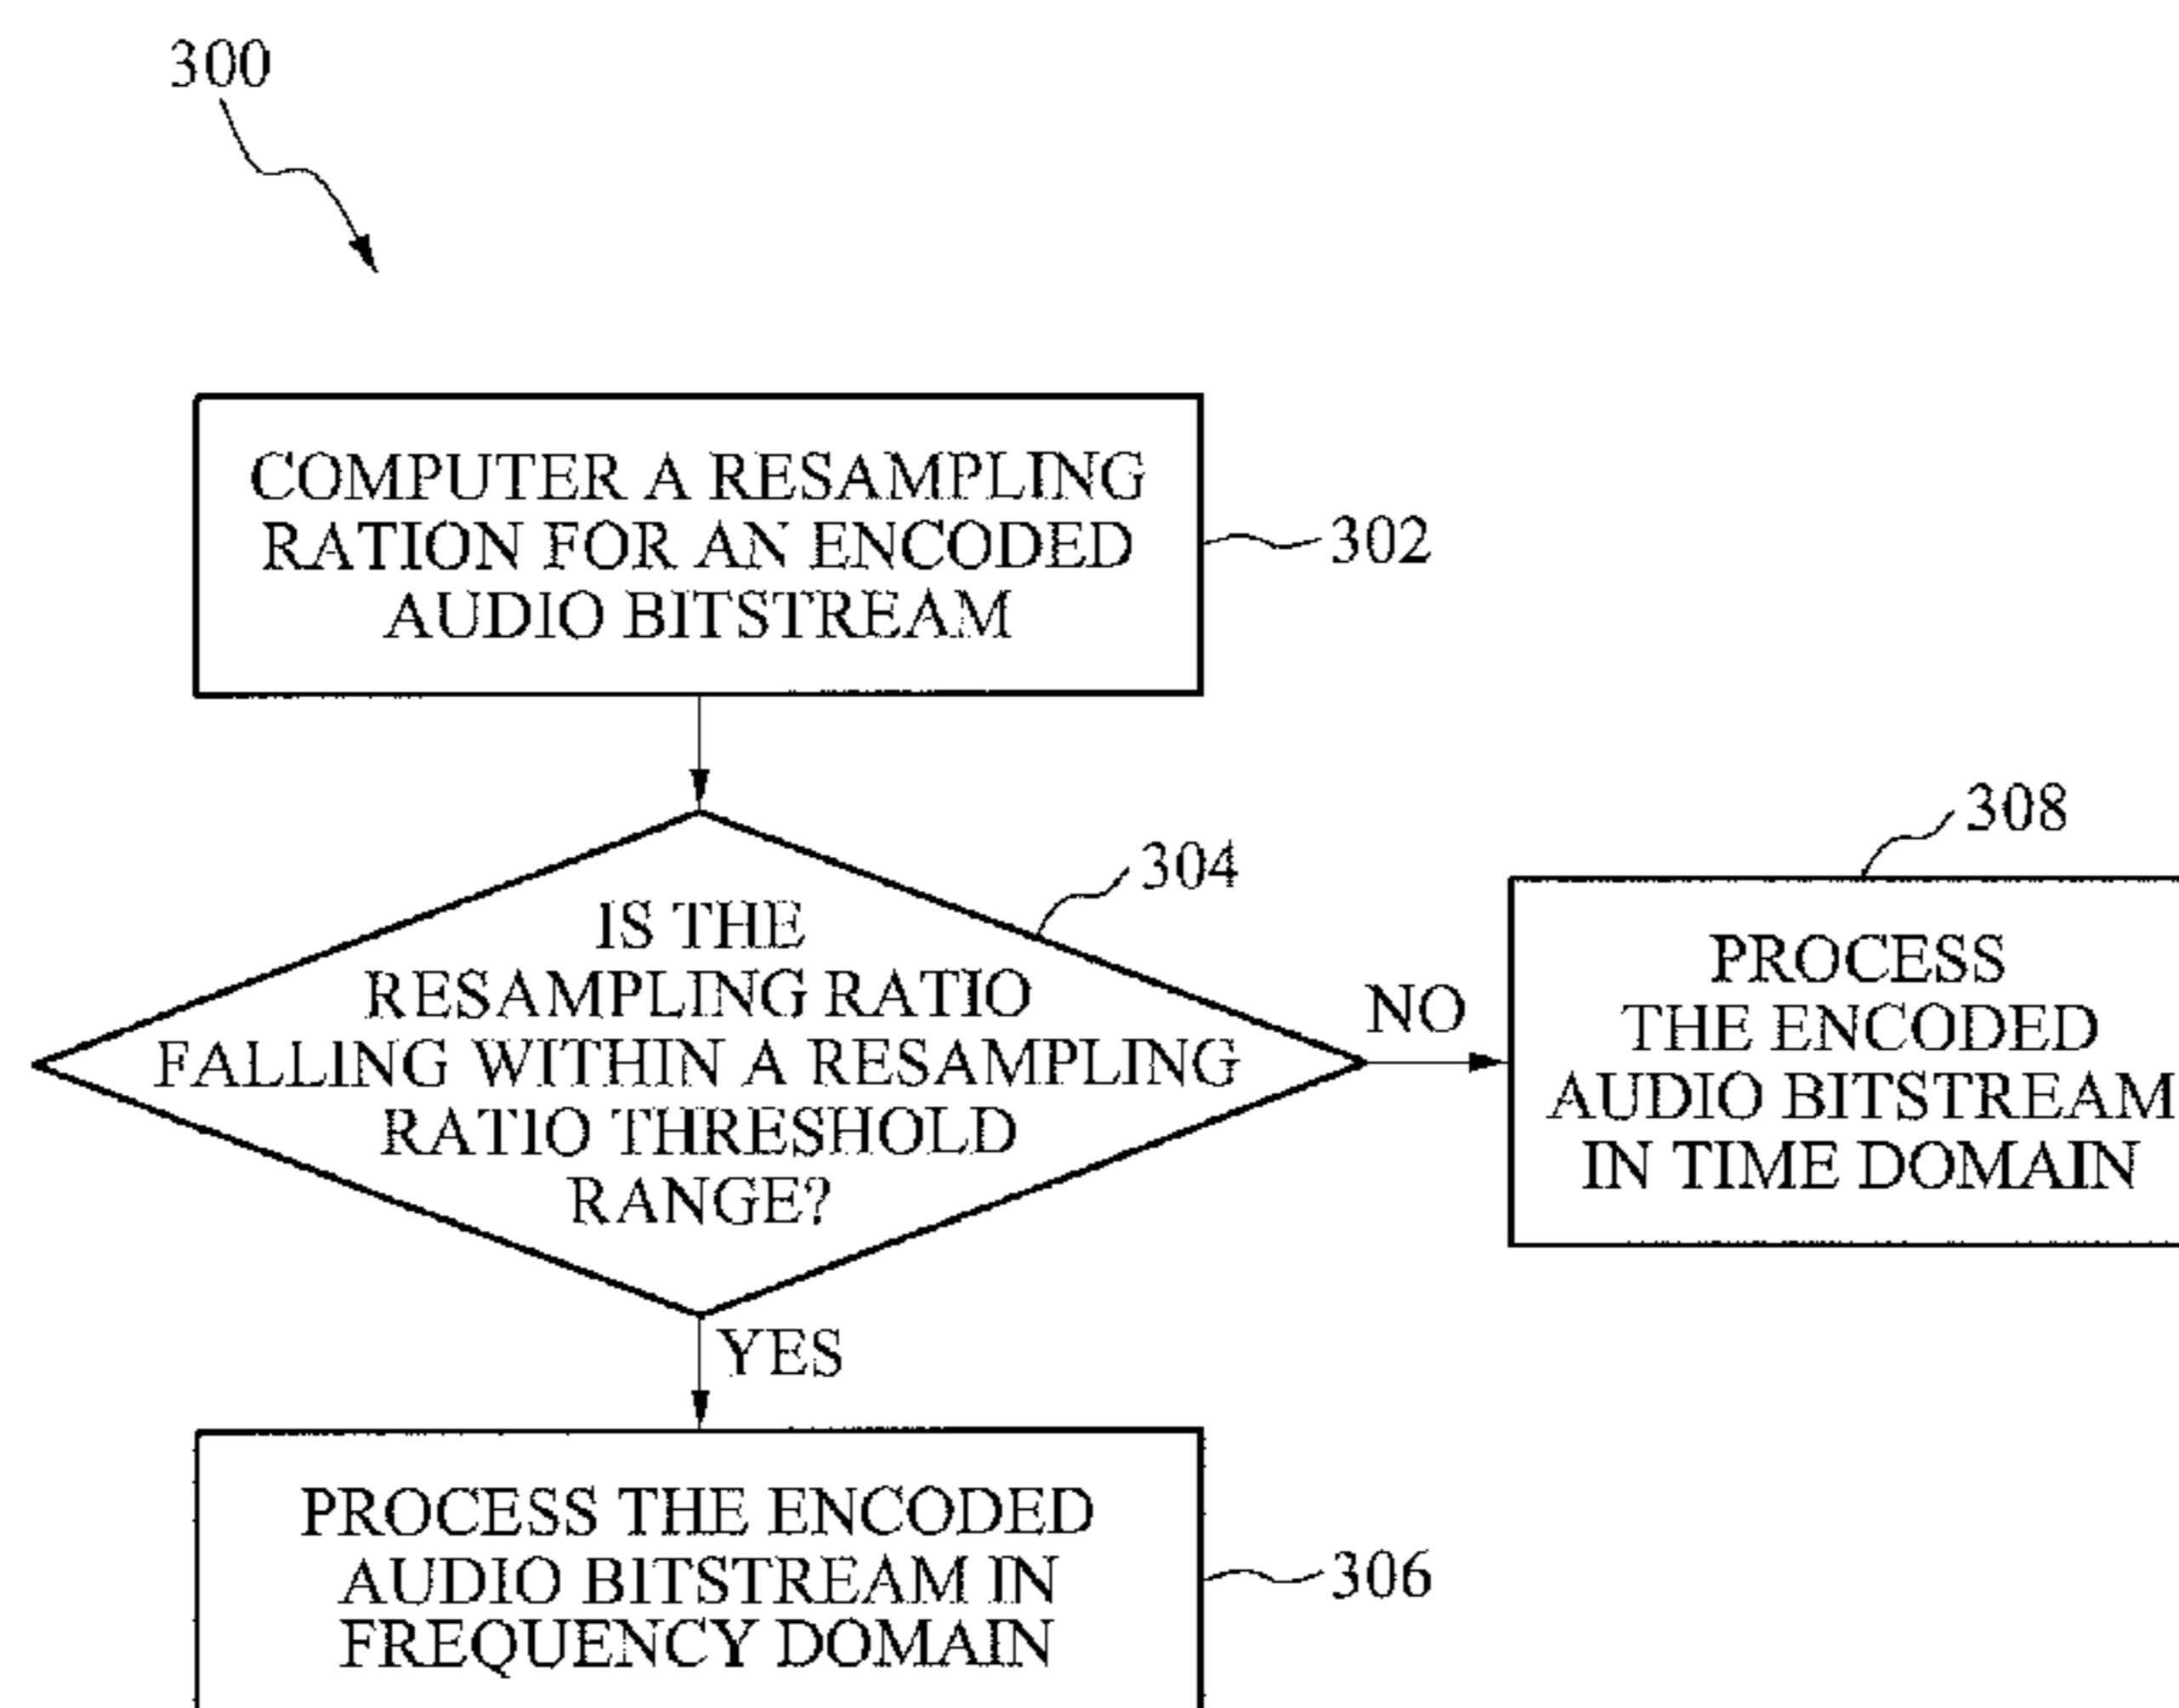 300
COMPUTER A RESAMPLING
RATION FOR AN ENCODED
AUDIO BITSTREAM
302
304
IS THE
RESAMPLING RATIO
FALLING WITHIN A RESAMPLING
RATIO THRESHOLD
RANGE?
NO
308
PROCESS
THE ENCODED
AUDIO BITSTREAM
IN TIME DOMAIN
YES
PROCESS THE ENCODED
AUDIO BITSTREAM IN
FREQUENCY DOMAIN
306